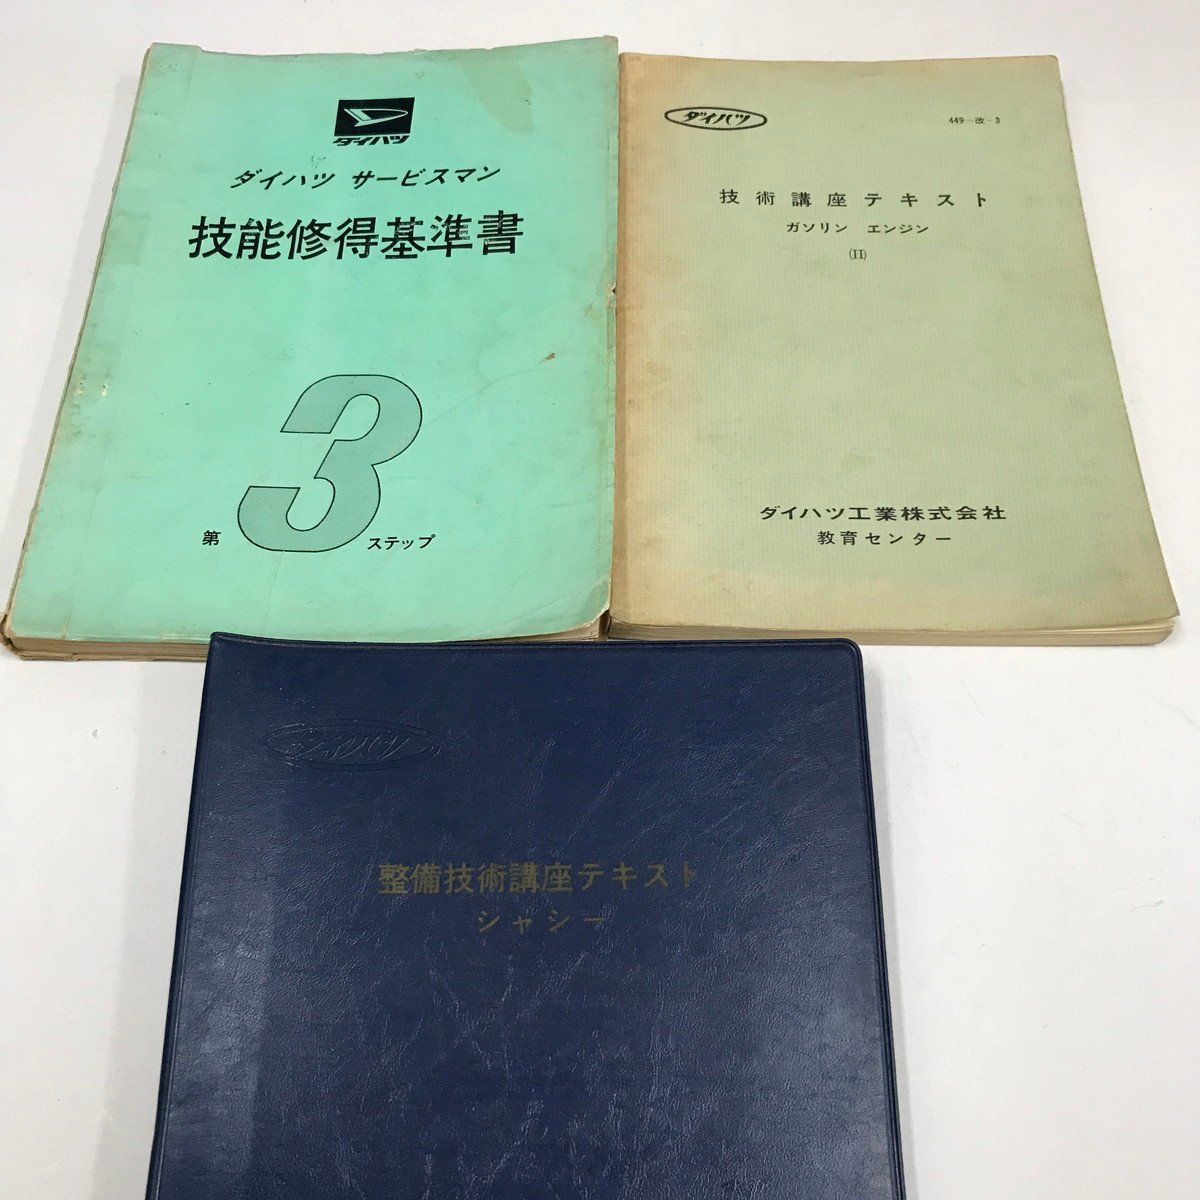 ダイハツ
ダイハツ サービスマン
技能修得基準書
第3ステップ
ダイハツ
449-改-3
技術講座テキスト
ガソリン エンジン
(II)
ダイハツ工業株式会社
教育センター
ダイハツ
整備技術講座テキスト
シャシー